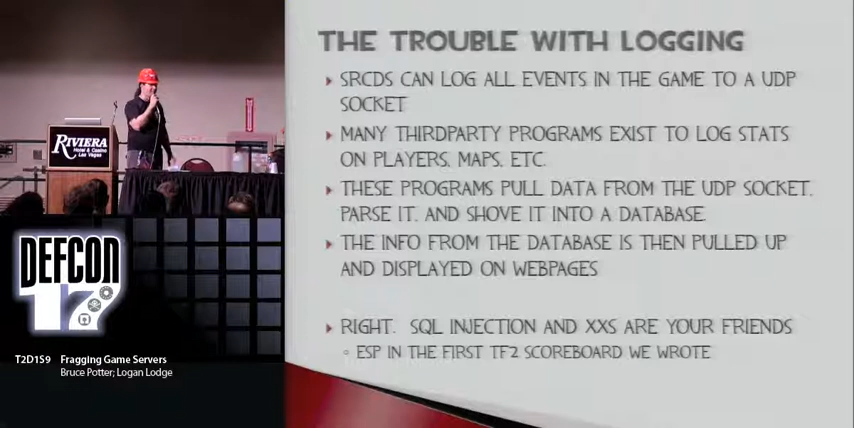 THE TROUBLE WITH LOGGING
SRCDS CAN LOG ALL EVENTS IN THE GAME TO A UDP
SOCKET
MANY THIRDPARTY PROGRAMS EXIST TO LOG STATS
ON PLAYERS, MAPS, ETC.
THESE PROGRAMS PULL DATA FROM THE UDP SOCKET,
PARSE IT, AND SHOVE IT INTO A DATABASE
THE INFO FROM THE DATABASE IS THEN PULLED UP
AND DISPLAYED ON WEBPAGES
RIGHT. SQL INJECTION AND XXS ARE YOUR FRIENDS
ESP IN THE FIRST TF2 SCOREBOARD WE WROTE
RIVIERA
Hotel & Casino
Las Vegas
DEFCON
17
T2D1S9 Fragging Game Servers
Bruce Potter; Logan Lodge